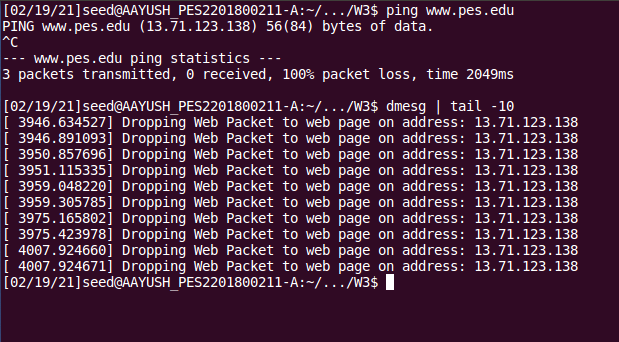 [02/19/21]seed@AAYUSH_PES2201800211-A:~/.../W3$ ping www.pes.edu
PING www.pes.edu (13.71.123.138) 56(84) bytes of data.
^C
--- www.pes.edu ping statistics ---
3 packets transmitted, 0 received, 100% packet loss, time 2049ms
[02/19/21]seed@AAYUSH_PES2201800211-A:~/.../W3$ dmesg | tail -10
[ 3946.634527] Dropping Web Packet to web page on address: 13.71.123.138
[ 3946.891093] Dropping Web Packet to web page on address: 13.71.123.138
[ 3950.857696] Dropping Web Packet to web page on address: 13.71.123.138
[ 3951.115335] Dropping Web Packet to web page on address: 13.71.123.138
[ 3959.048220] Dropping Web Packet to web page on address: 13.71.123.138
[ 3959.305785] Dropping Web Packet to web page on address: 13.71.123.138
[ 3975.165802] Dropping Web Packet to web page on address: 13.71.123.138
[ 3975.423978] Dropping Web Packet to web page on address: 13.71.123.138
[ 4007.924660] Dropping Web Packet to web page on address: 13.71.123.138
[ 4007.924671] Dropping Web Packet to web page on address: 13.71.123.138
[02/19/21]seed@AAYUSH_PES2201800211-A:~/.../W3$